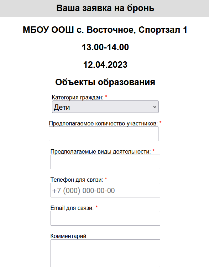 Ваша заявка на бронь
МБОУ ООШ с. Восточное, Спортзал 1
13.00-14.00
12.04.2023
Объекты образования
Категория граждан: *
Дети
Предполагаемое количество участников: *
Предполагаемые виды деятельности: *
Телефон для связи: *
+7 (000) 000-00-00
Email для связи: *
Комментарий